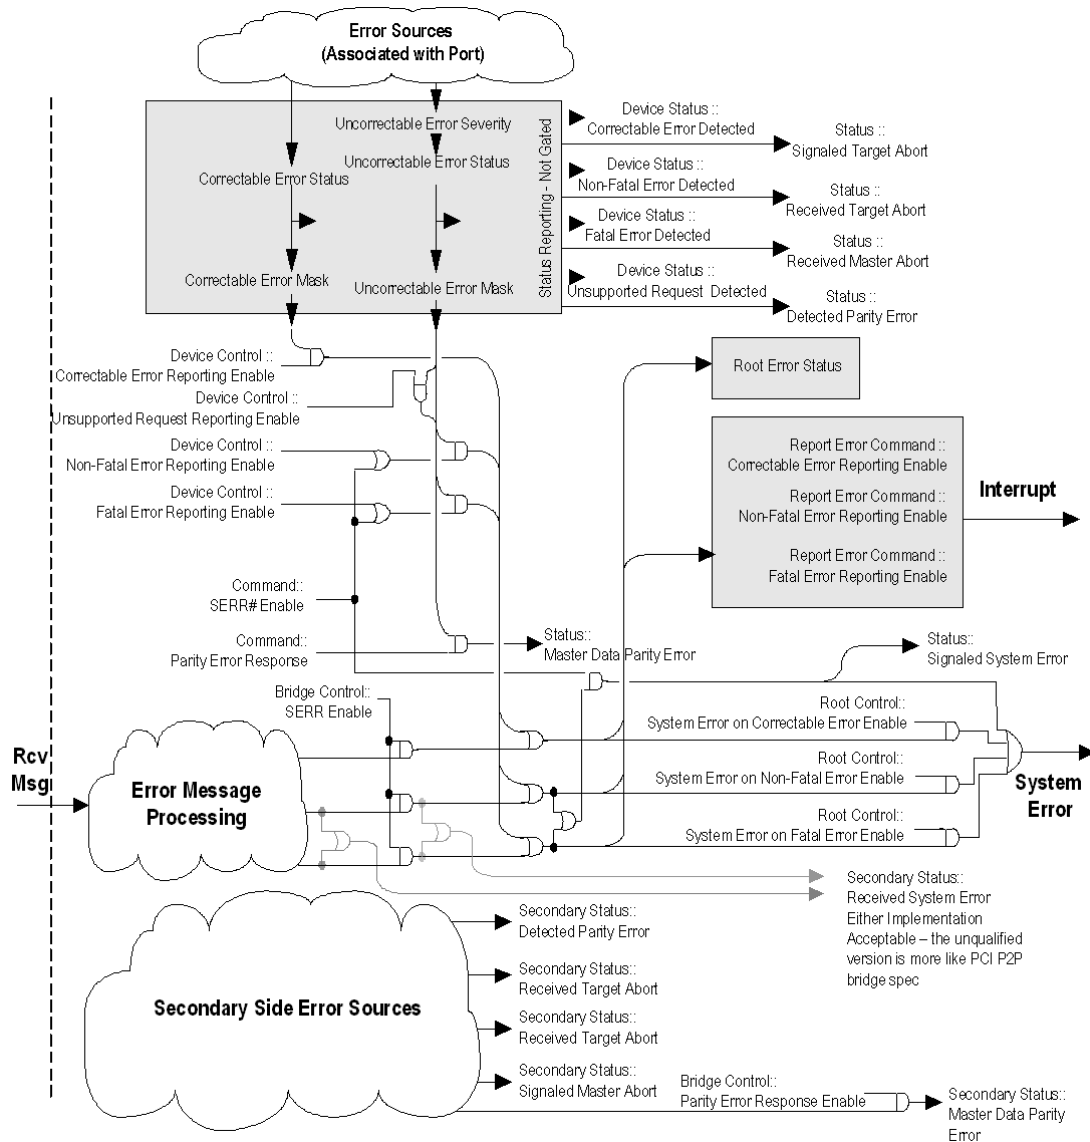 Error Sources
(Associated with Port)
Uncorrectable Error Severity
Uncorrectable Error Status
Correctable Error Status
Correctable Error Mask
Uncorrectable Error Mask
Status Reporting - Not Gated
Device Status ::
Correctable Error Detected
Status ::
Signaled Target Abort
Device Status ::
Non-Fatal Error Detected
Status ::
Received Target Abort
Device Status ::
Fatal Error Detected
Status ::
Received Master Abort
Device Status ::
Unsupported Request Detected
Status ::
Detected Parity Error
Device Control ::
Correctable Error Reporting Enable
Device Control ::
Unsupported Request Reporting Enable
Device Control ::
Non-Fatal Error Reporting Enable
Device Control ::
Fatal Error Reporting Enable
Root Error Status
Report Error Command ::
Correctable Error Reporting Enable
Report Error Command ::
Non-Fatal Error Reporting Enable
Report Error Command ::
Fatal Error Reporting Enable
Interrupt
Command::
SERR# Enable
Command::
Parity Error Response
Status::
Master Data Parity Error
Status::
Signaled System Error
Bridge Control::
SERR Enable
Root Control::
System Error on Correctable Error Enable
Root Control::
System Error on Non-Fatal Error Enable
Root Control::
System Error on Fatal Error Enable
System
Error
Rcv
Msg
Error Message
Processing
Secondary Status::
Received System Error
Either Implementation
Acceptable – the unqualified
version is more like PCI P2P
bridge spec
Secondary Side Error Sources
Secondary Status::
Detected Parity Error
Secondary Status::
Received Target Abort
Secondary Status::
Received Target Abort
Secondary Status::
Signaled Master Abort
Bridge Control::
Parity Error Response Enable
Secondary Status::
Master Data Parity
Error